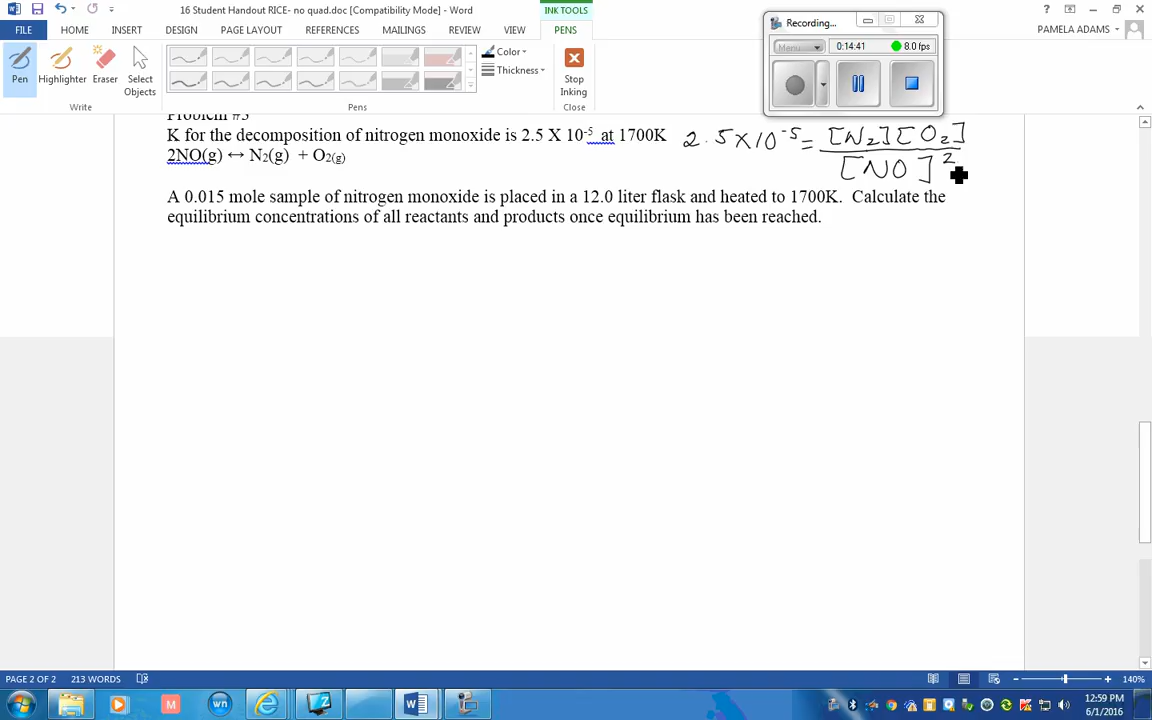 16 Student Handout RICE- no quad.doc [Compatibility Mode] - Word
INK TOOLS
FILE HOME INSERT DESIGN PAGE LAYOUT REFERENCES MAILINGS REVIEW VIEW PENS
PAMELA ADAMS
Recording...
Menu 0:14:41 8.0 fps
Pen Highlighter Eraser Select Objects
Color
Thickness
Stop Inking
Write Pens Close
Problem #3
K for the decomposition of nitrogen monoxide is 2.5 X 10-5 at 1700K
2.5X10-5 = [N2][O2]
[NO]2
2NO(g) ↔ N2(g) + O2(g)
A 0.015 mole sample of nitrogen monoxide is placed in a 12.0 liter flask and heated to 1700K. Calculate the
equilibrium concentrations of all reactants and products once equilibrium has been reached.
PAGE 2 OF 2 213 WORDS 140%
M wn W
12:59 PM
6/1/2016